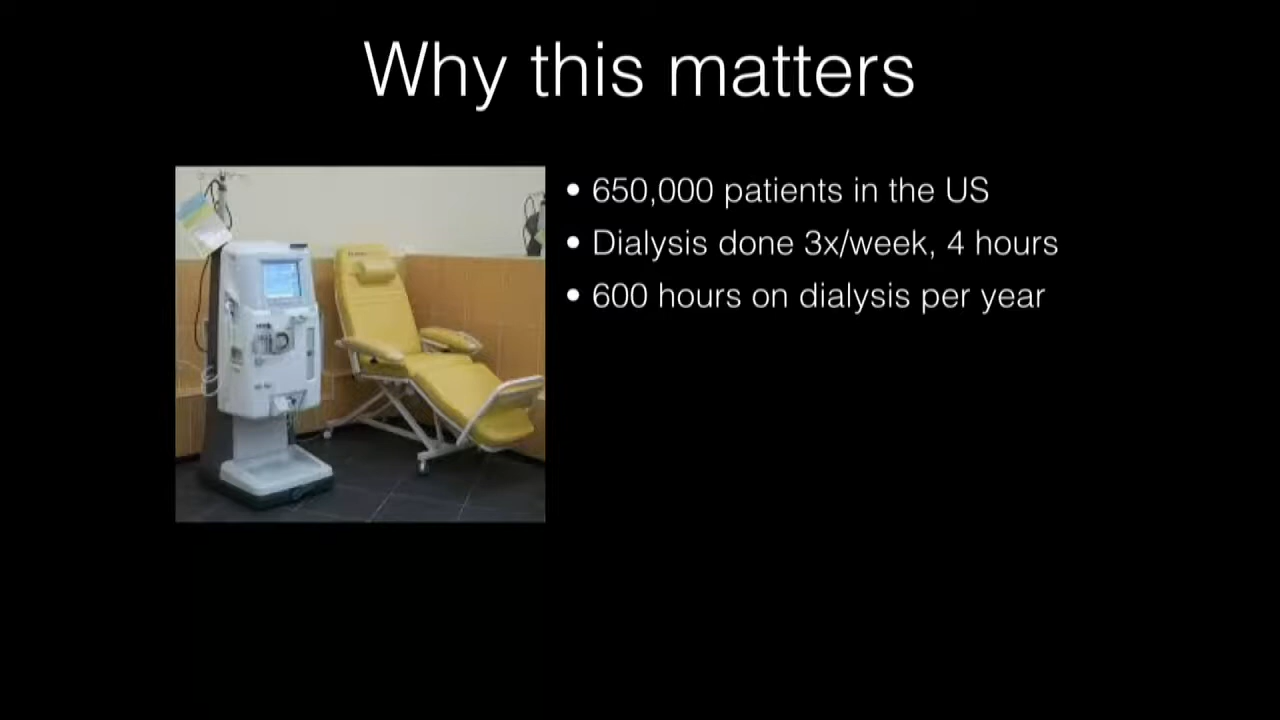 Why this matters
• 650,000 patients in the US
• Dialysis done 3x/week, 4 hours
• 600 hours on dialysis per year